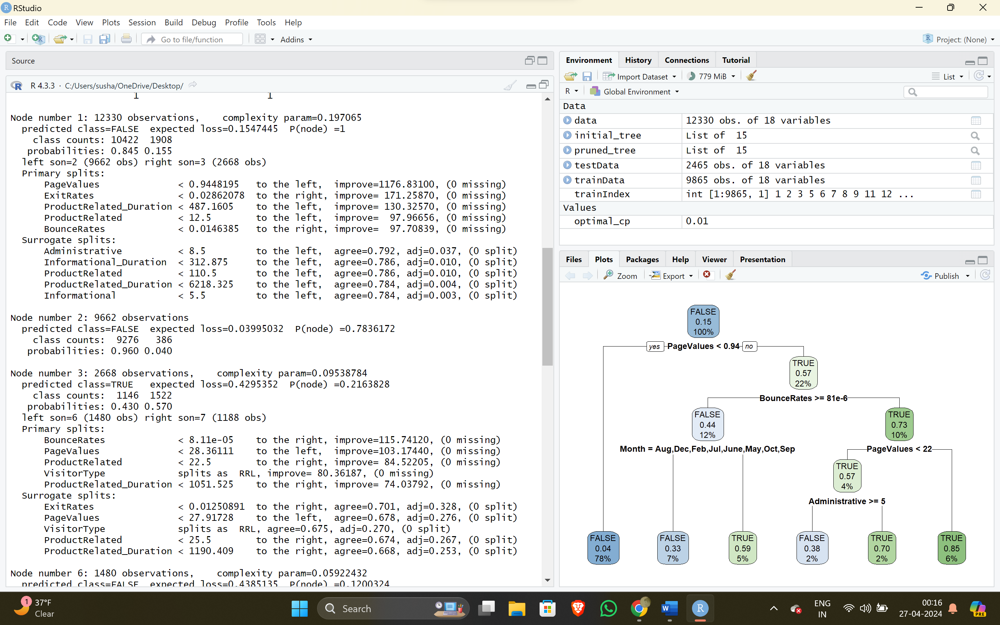 RStudio
File Edit Code View Plots Session Build Debug Profile Tools Help
Go to file/function Addins Project: (None)
Source
R 4.3.3 · C:/Users/susha/OneDrive/Desktop/
1 1
Node number 1: 12330 observations, complexity param=0.197065
predicted class=FALSE expected loss=0.1547445 P(node) =1
class counts: 10422 1908
probabilities: 0.845 0.155
left son=2 (9662 obs) right son=3 (2668 obs)
Primary splits:
PageValues < 0.9448195 to the left, improve=1176.83100, (0 missing)
ExitRates < 0.02862078 to the right, improve= 171.25870, (0 missing)
ProductRelated_Duration < 487.1605 to the left, improve= 130.32570, (0 missing)
ProductRelated < 12.5 to the left, improve= 97.96656, (0 missing)
BounceRates < 0.0146385 to the right, improve= 97.70839, (0 missing)
Surrogate splits:
Administrative < 8.5 to the left, agree=0.792, adj=0.037, (0 split)
Informational_Duration < 312.875 to the left, agree=0.786, adj=0.010, (0 split)
ProductRelated < 110.5 to the left, agree=0.786, adj=0.010, (0 split)
ProductRelated_Duration < 6218.325 to the left, agree=0.784, adj=0.004, (0 split)
Informational < 5.5 to the left, agree=0.784, adj=0.003, (0 split)
Node number 2: 9662 observations
predicted class=FALSE expected loss=0.03995032 P(node) =0.7836172
class counts: 9276 386
probabilities: 0.960 0.040
Node number 3: 2668 observations, complexity param=0.09538784
predicted class=TRUE expected loss=0.4295352 P(node) =0.2163828
class counts: 1146 1522
probabilities: 0.430 0.570
left son=6 (1480 obs) right son=7 (1188 obs)
Primary splits:
BounceRates < 8.11e-05 to the right, improve=115.74120, (0 missing)
PageValues < 28.36111 to the left, improve=103.17440, (0 missing)
ProductRelated < 22.5 to the right, improve= 84.52205, (0 missing)
VisitorType splits as RRL, improve= 80.36187, (0 missing)
ProductRelated_Duration < 1051.525 to the right, improve= 74.03792, (0 missing)
Surrogate splits:
ExitRates < 0.01250891 to the right, agree=0.701, adj=0.328, (0 split)
PageValues < 27.91728 to the left, agree=0.678, adj=0.276, (0 split)
VisitorType splits as RRL, agree=0.675, adj=0.270, (0 split)
ProductRelated < 25.5 to the right, agree=0.674, adj=0.267, (0 split)
ProductRelated_Duration < 1190.409 to the right, agree=0.668, adj=0.253, (0 split)
Node number 6: 1480 observations, complexity param=0.05922432
predicted class=FALSE expected loss=0.4385135 P(node) =0.1200324
Environment History Connections Tutorial
Import Dataset 779 MiB List
R Global Environment
Data
data 12330 obs. of 18 variables
initial_tree List of 15
pruned_tree List of 15
testData 2465 obs. of 18 variables
trainData 9865 obs. of 18 variables
trainIndex int [1:9865, 1] 1 2 3 5 6 7 8 9 11 12 ...
Values
optimal_cp 0.01
Files Plots Packages Help Viewer Presentation
Zoom Export Publish
FALSE
0.15
100%
yes PageValues < 0.94 no
TRUE
0.57
22%
BounceRates >= 81e-6
FALSE
0.44
12%
TRUE
0.73
10%
Month = Aug,Dec,Feb,Jul,June,May,Oct,Sep
PageValues < 22
TRUE
0.57
4%
Administrative >= 5
FALSE
0.04
78%
FALSE
0.33
7%
TRUE
0.59
5%
FALSE
0.38
2%
TRUE
0.70
2%
TRUE
0.85
6%
1
37°F
Clear
Search
W
R
ENG
IN
00:16
27-04-2024
PRE